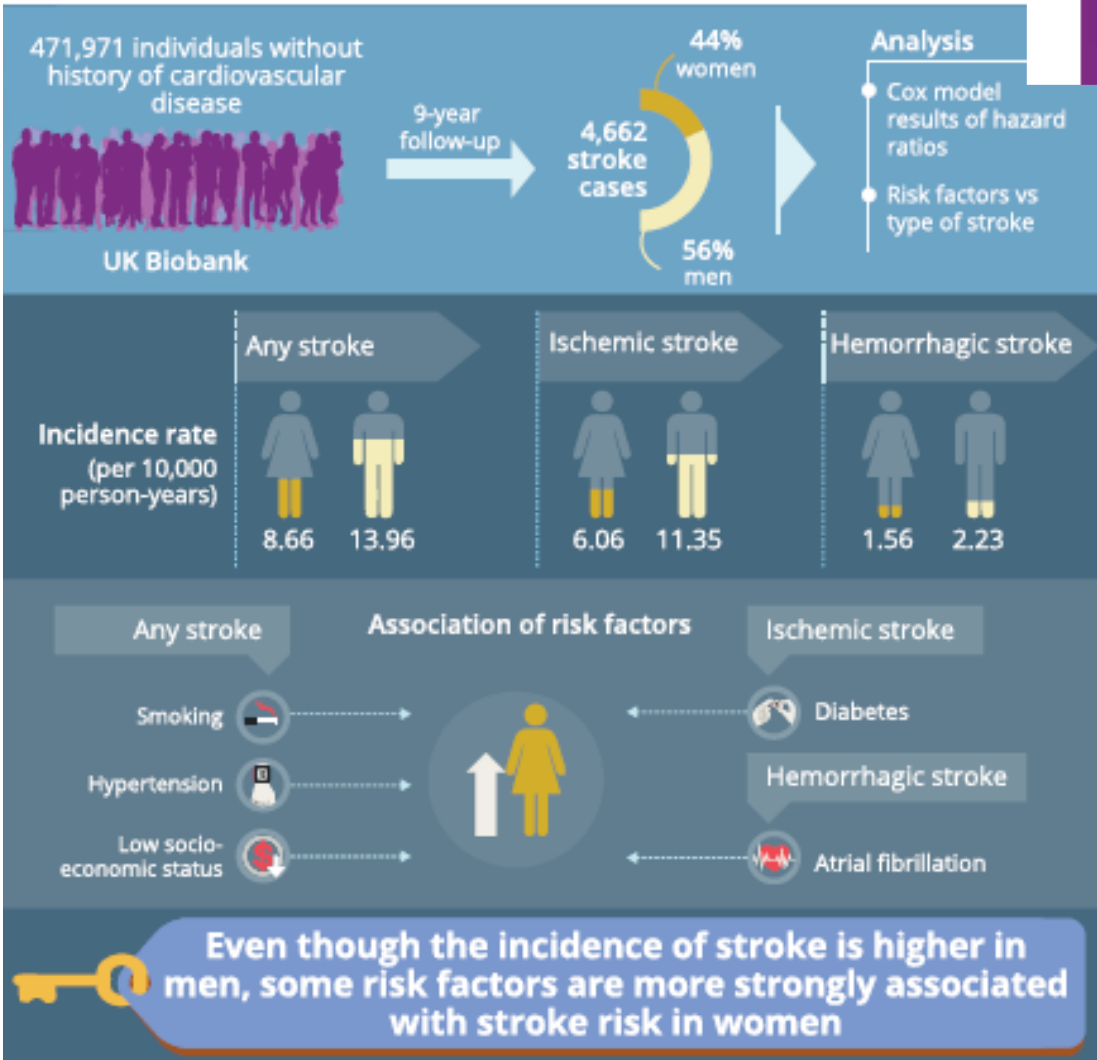 471,971 individuals without
history of cardiovascular
disease
UK Biobank
9-year
follow-up
44%
women
4,662
stroke
cases
56%
men
Analysis
Cox model
results of hazard
ratios
Risk factors vs
type of stroke
Any stroke
Ischemic stroke
Hemorrhagic stroke
Incidence rate
(per 10,000
person-years)
8.66 13.96
6.06 11.35
1.56 2.23
Association of risk factors
Any stroke
Smoking
Hypertension
Low socio-
economic status
$
Ischemic stroke
Diabetes
Hemorrhagic stroke
Atrial fibrillation
Even though the incidence of stroke is higher in
men, some risk factors are more strongly associated
with stroke risk in women